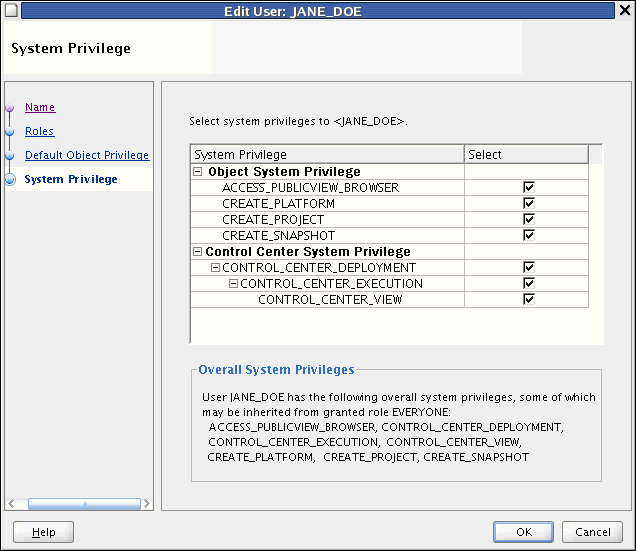 Edit User: JANE_DOE
System Privilege
Name
Roles
Default Object Privilege
System Privilege
Select system privileges to <JANE_DOE>.
System Privilege Select
Object System Privilege
ACCESS_PUBLICVIEW_BROWSER
CREATE_PLATFORM
CREATE_PROJECT
CREATE_SNAPSHOT
Control Center System Privilege
CONTROL_CENTER_DEPLOYMENT
CONTROL_CENTER_EXECUTION
CONTROL_CENTER_VIEW
Overall System Privileges
User JANE_DOE has the following overall system privileges, some of which
may be inherited from granted role EVERYONE:
ACCESS_PUBLICVIEW_BROWSER, CONTROL_CENTER_DEPLOYMENT,
CONTROL_CENTER_EXECUTION, CONTROL_CENTER_VIEW,
CREATE_PLATFORM, CREATE_PROJECT, CREATE_SNAPSHOT
Help OK Cancel